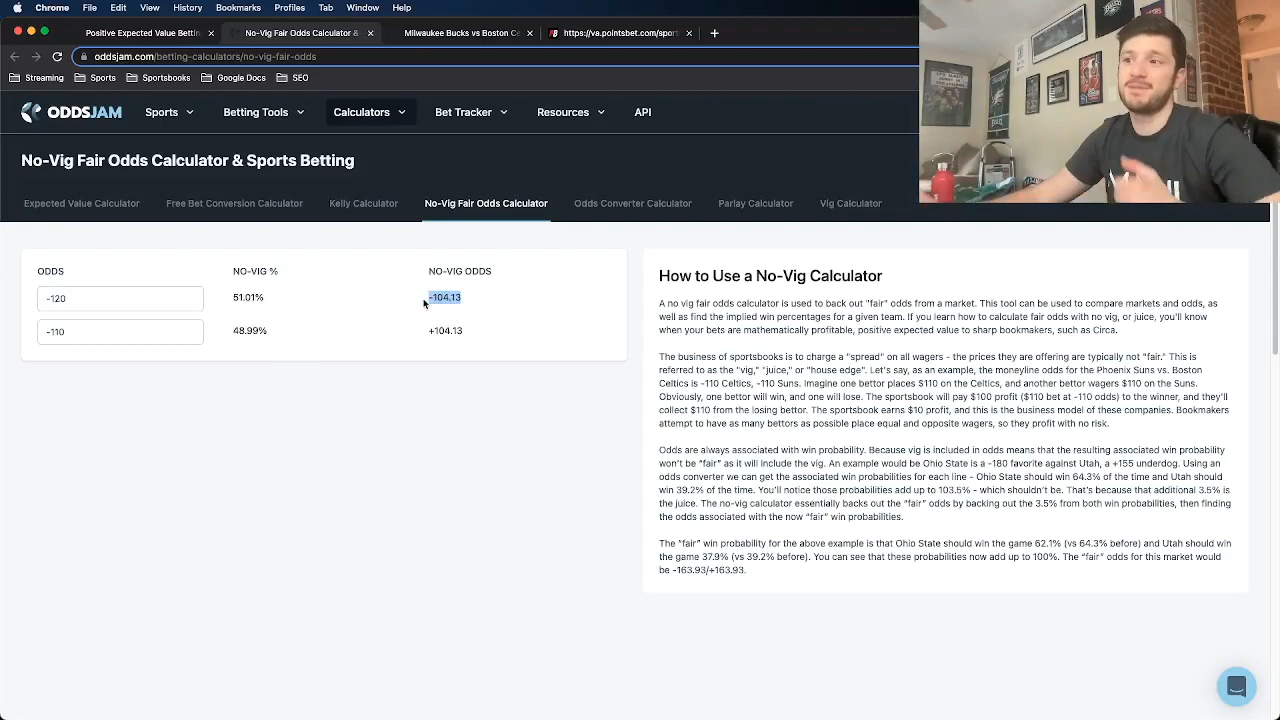 Chrome File Edit View History Bookmarks Profiles Tab Window Help
Positive Expected Value Bettin
No-Vig Fair Odds Calculator &
Milwaukee Bucks vs Boston Ce
https://va.pointsbet.com/sport
oddsjam.com/betting-calculators/no-vig-fair-odds
Streaming Sports Sportsbooks Google Docs SEO
ODDSJAM Sports Betting Tools Calculators Bet Tracker Resources API
No-Vig Fair Odds Calculator & Sports Betting
Expected Value Calculator Free Bet Conversion Calculator Kelly Calculator No-Vig Fair Odds Calculator Odds Converter Calculator Parlay Calculator Vig Calculator
ODDS NO-VIG % NO-VIG ODDS
-120 51.01% -104.13
-110 48.99% +104.13
How to Use a No-Vig Calculator
A no vig fair odds calculator is used to back out "fair" odds from a market. This tool can be used to compare markets and odds, as
well as find the implied win percentages for a given team. If you learn how to calculate fair odds with no vig, or juice, you'll know
when your bets are mathematically profitable, positive expected value to sharp bookmakers, such as Circa.
The business of sportsbooks is to charge a "spread" on all wagers - the prices they are offering are typically not "fair." This is
referred to as the "vig," "juice," or "house edge". Let's say, as an example, the moneyline odds for the Phoenix Suns vs. Boston
Celtics is -110 Celtics, -110 Suns. Imagine one bettor places $110 on the Celtics, and another bettor wagers $110 on the Suns.
Obviously, one bettor will win, and one will lose. The sportsbook will pay $100 profit ($110 bet at -110 odds) to the winner, and they'll
collect $110 from the losing bettor. The sportsbook earns $10 profit, and this is the business model of these companies. Bookmakers
attempt to have as many bettors as possible place equal and opposite wagers, so they profit with no risk.
Odds are always associated with win probability. Because vig is included in odds means that the resulting associated win probability
won't be "fair" as it will include the vig. An example would be Ohio State is a -180 favorite against Utah, a +155 underdog. Using an
odds converter we can get the associated win probabilities for each line - Ohio State should win 64.3% of the time and Utah should
win 39.2% of the time. You'll notice those probabilities add up to 103.5% - which shouldn't be. That's because that additional 3.5% is
the juice. The no-vig calculator essentially backs out the "fair" odds by backing out the 3.5% from both win probabilities, then finding
the odds associated with the now "fair" win probabilities.
The "fair" win probability for the above example is that Ohio State should win the game 62.1% (vs 64.3% before) and Utah should win
the game 37.9% (vs 39.2% before). You can see that these probabilities now add up to 100%. The "fair" odds for this market would
be -163.93/+163.93.